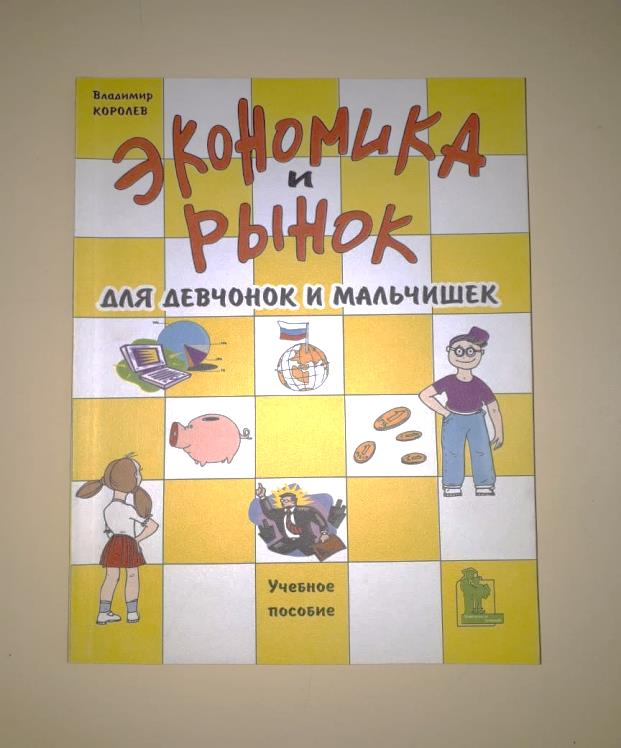 Владимир
КОРОЛЕВ
ЭКОНОМИКА
и
РЫНОК
ДЛЯ ДЕВЧОНОК И МАЛЬЧИШЕК
Учебное
пособие